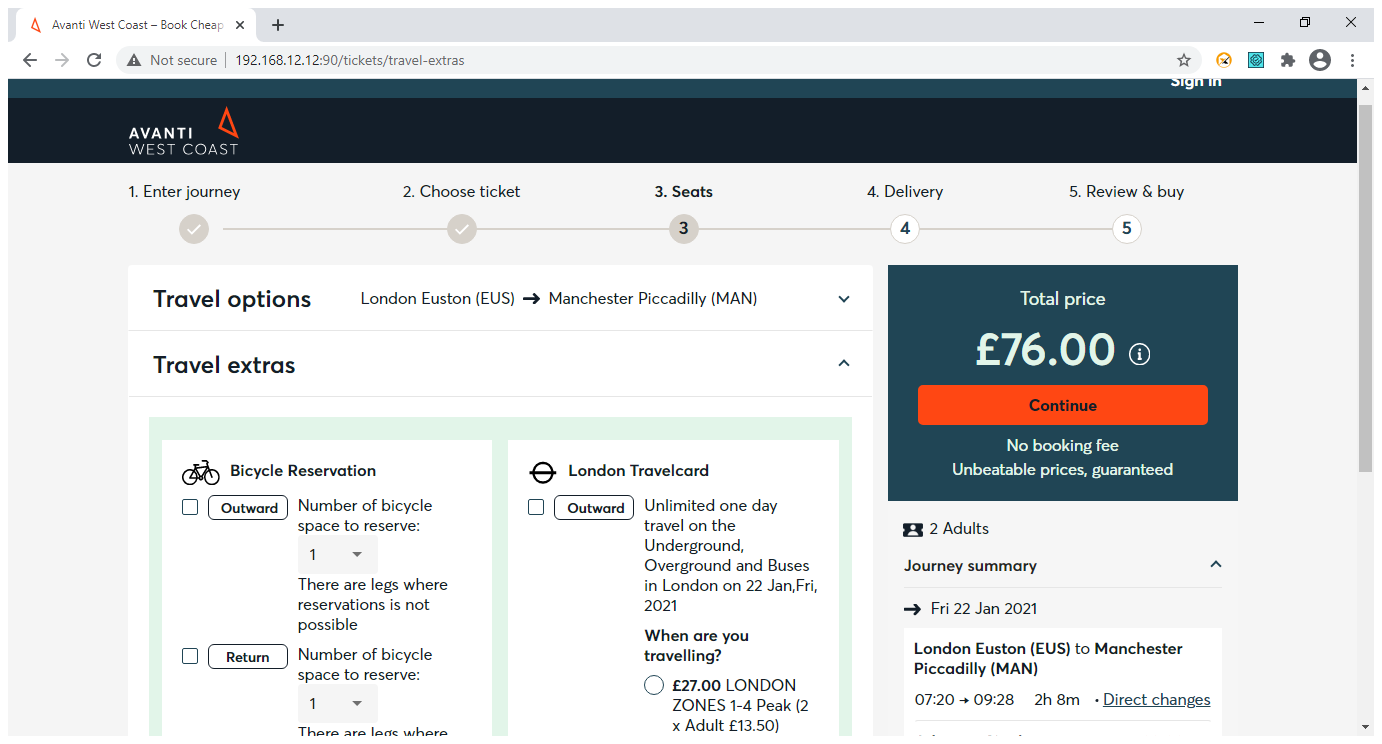 Avanti West Coast – Book Cheap
Not secure
192.168.12.12:90/tickets/travel-extras
Sign in
AVANTI
WEST COAST
1. Enter journey
2. Choose ticket
3. Seats
4. Delivery
5. Review & buy
3
4
5
Travel options
London Euston (EUS) → Manchester Piccadilly (MAN)
Travel extras
Bicycle Reservation
Outward
Number of bicycle
space to reserve:
1
There are legs where
reservations is not
possible
Return
Number of bicycle
space to reserve:
1
There are legs where
London Travelcard
Outward
Unlimited one day
travel on the
Underground,
Overground and Buses
in London on 22 Jan,Fri,
2021
When are you
travelling?
£27.00 LONDON
ZONES 1-4 Peak (2
x Adult £13.50)
Total price
£76.00
Continue
No booking fee
Unbeatable prices, guaranteed
2 Adults
Journey summary
→ Fri 22 Jan 2021
London Euston (EUS) to Manchester
Piccadilly (MAN)
07:20 → 09:28 2h 8m • Direct changes